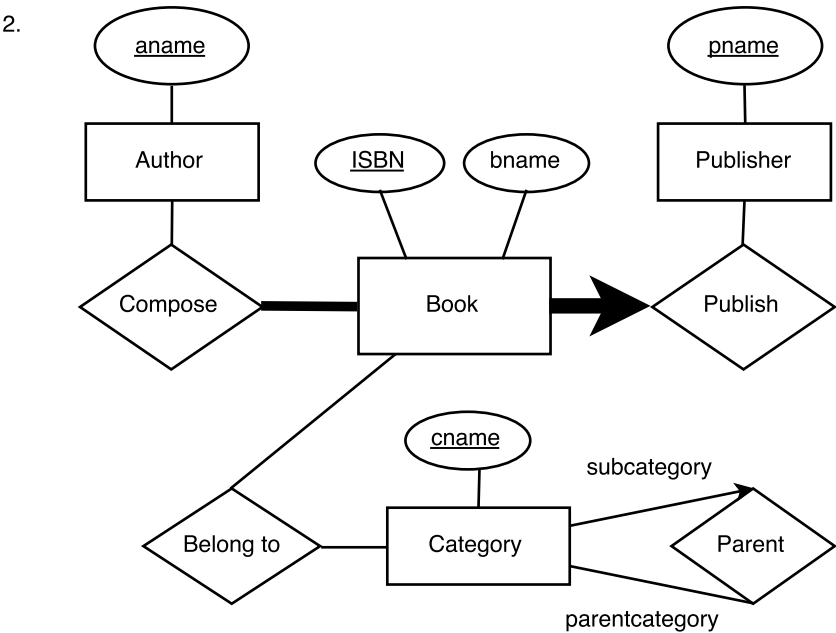 2.
aname
pname
Author
ISBN
bname
Publisher
Compose
Book
Publish
cname
subcategory
Belong to
Category
Parent
parentcategory